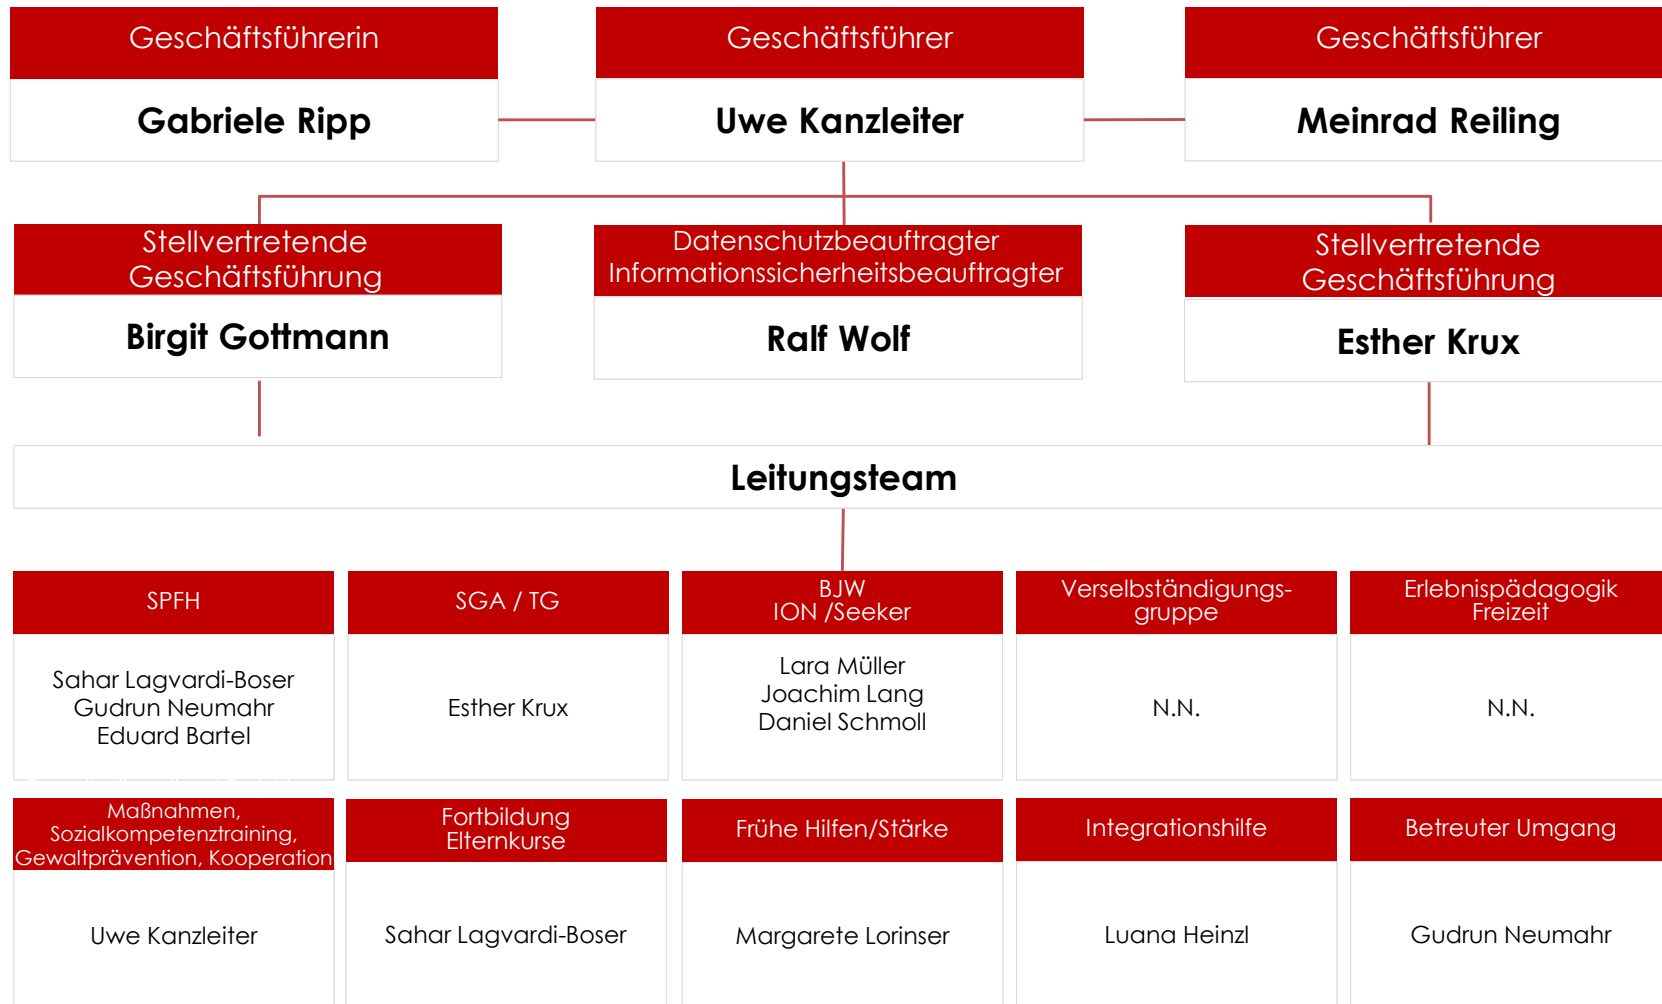 Geschäftsführerin
Gabriele Ripp
Geschäftsführer
Uwe Kanzleiter
Geschäftsführer
Meinrad Reiling
Stellvertretende
Geschäftsführung
Birgit Gottmann
Datenschutzbeauftragter
Informationssicherheitsbeauftragter
Ralf Wolf
Stellvertretende
Geschäftsführung
Esther Krux
Leitungsteam
SPFH
Sahar Lagvardi-Boser
Gudrun Neumahr
Eduard Bartel
SGA / TG
Esther Krux
BJW
ION /Seeker
Lara Müller
Joachim Lang
Daniel Schmoll
Verselbständigungs-
gruppe
N.N.
Erlebnispädagogik
Freizeit
N.N.
Maßnahmen,
Sozialkompetenztraining,
Gewaltprävention, Kooperation
Uwe Kanzleiter
Fortbildung
Elternkurse
Sahar Lagvardi-Boser
Frühe Hilfen/Stärke
Margarete Lorinser
Integrationshilfe
Luana Heinzl
Betreuter Umgang
Gudrun Neumahr